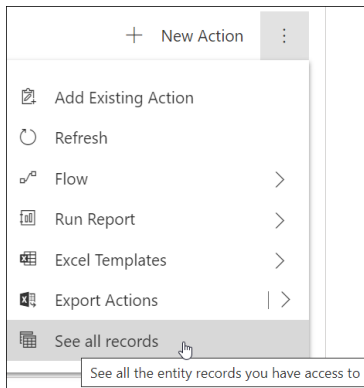 + New Action
Add Existing Action
Refresh
Flow
Run Report
Excel Templates
Export Actions
See all records
See all the entity records you have access to